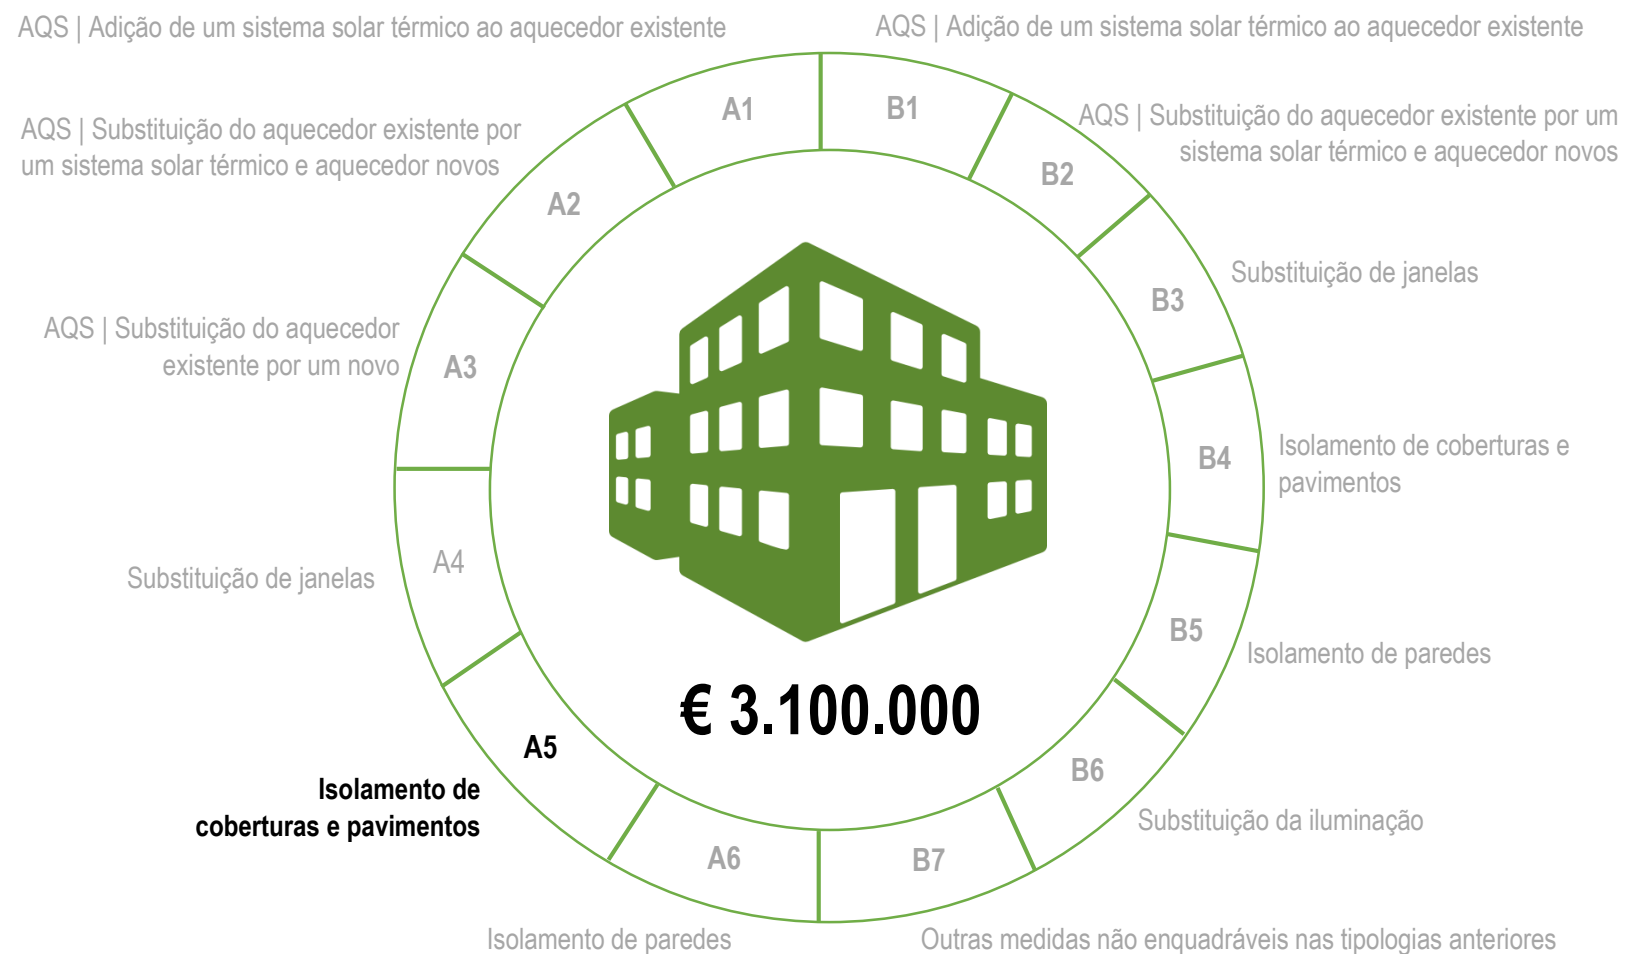 AQS | Adição de um sistema solar térmico ao aquecedor existente
AQS | Adição de um sistema solar térmico ao aquecedor existente
A1
B1
AQS | Substituição do aquecedor existente por
um sistema solar térmico e aquecedor novos
AQS | Substituição do aquecedor existente por um
sistema solar térmico e aquecedor novos
A2
B2
Substituição de janelas
B3
AQS | Substituição do aquecedor
existente por um novo
A3
B4
Isolamento de coberturas e
pavimentos
A4
Substituição de janelas
B5
Isolamento de paredes
€ 3.100.000
A5
Isolamento de
coberturas e pavimentos
B6
Substituição da iluminação
A6
B7
Isolamento de paredes
Outras medidas não enquadráveis nas tipologias anteriores